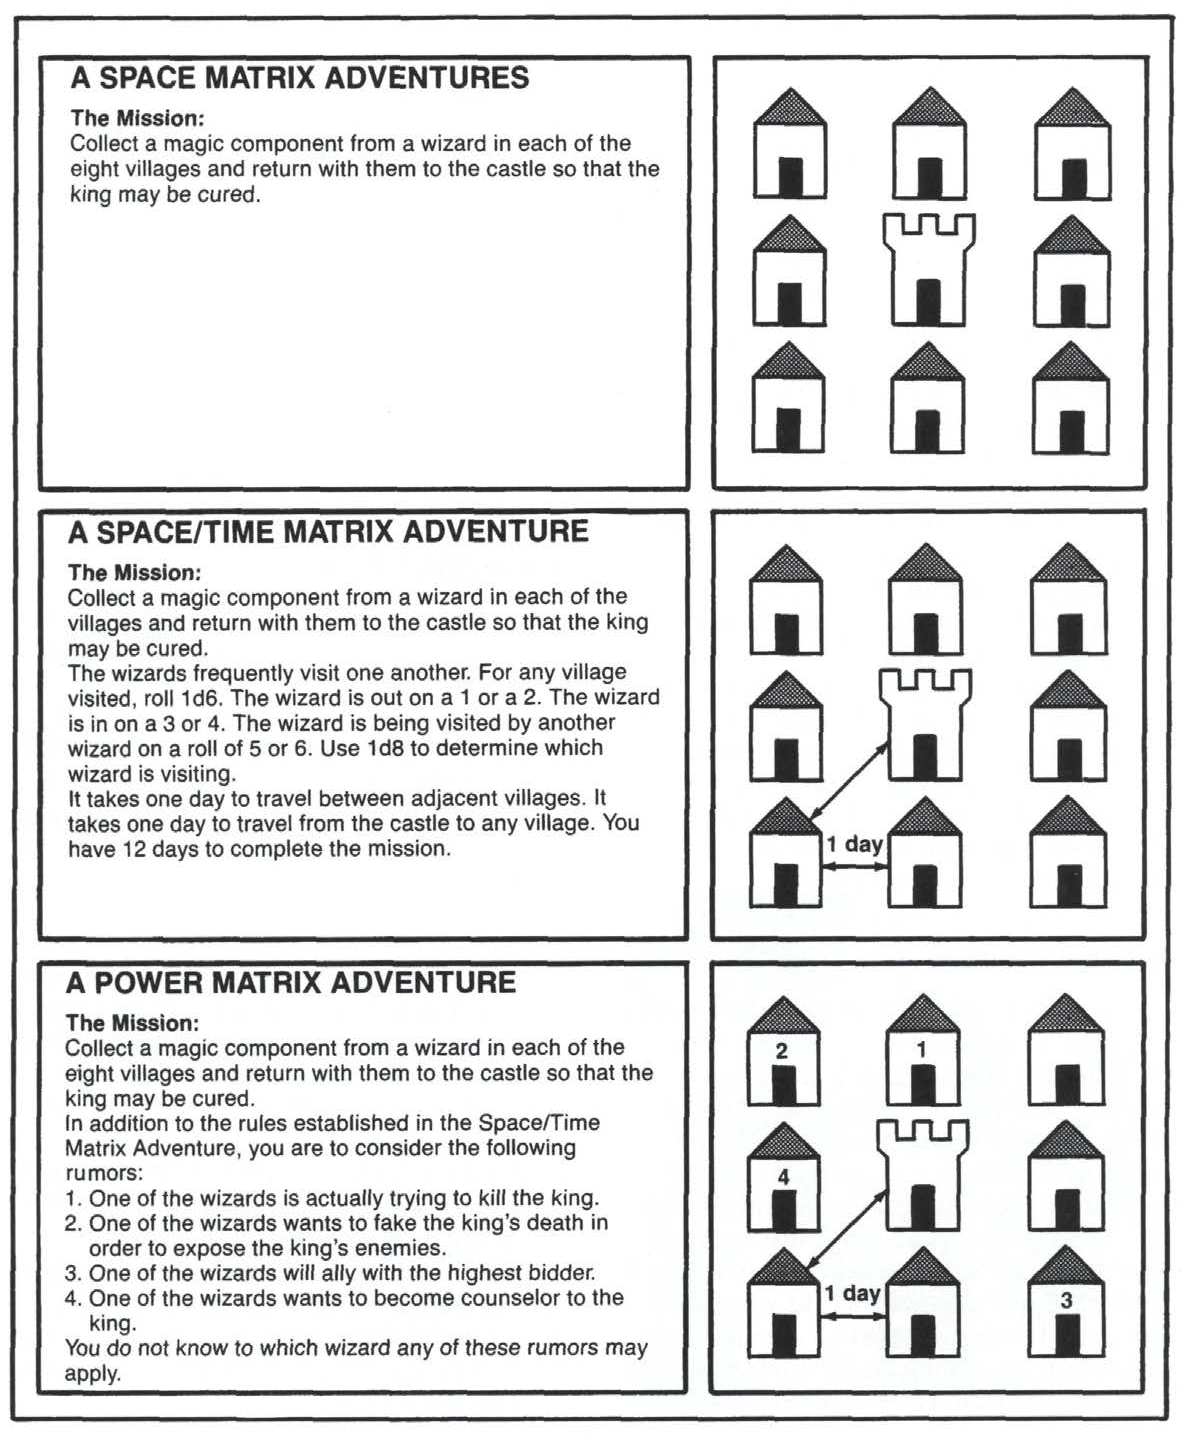 A SPACE MATRIX ADVENTURES
The Mission:
Collect a magic component from a wizard in each of the
eight villages and return with them to the castle so that the
king may be cured.
A SPACE/TIME MATRIX ADVENTURE
The Mission:
Collect a magic component from a wizard in each of the
villages and return with them to the castle so that the king
may be cured.
The wizards frequently visit one another. For any village
visited, roll 1d6. The wizard is out on a 1 or a 2. The wizard
is in on a 3 or 4. The wizard is being visited by another
wizard on a roll of 5 or 6. Use 1d8 to determine which
wizard is visiting.
It takes one day to travel between adjacent villages. It
takes one day to travel from the castle to any village. You
have 12 days to complete the mission.
1 day
A POWER MATRIX ADVENTURE
The Mission:
Collect a magic component from a wizard in each of the
eight villages and return with them to the castle so that the
king may be cured.
In addition to the rules established in the Space/Time
Matrix Adventure, you are to consider the following
rumors:
1. One of the wizards is actually trying to kill the king.
2. One of the wizards wants to fake the king's death in
order to expose the king's enemies.
3. One of the wizards will ally with the highest bidder.
4. One of the wizards wants to become counselor to the
king.
You do not know to which wizard any of these rumors may
apply.
2 1
4
1 day
3